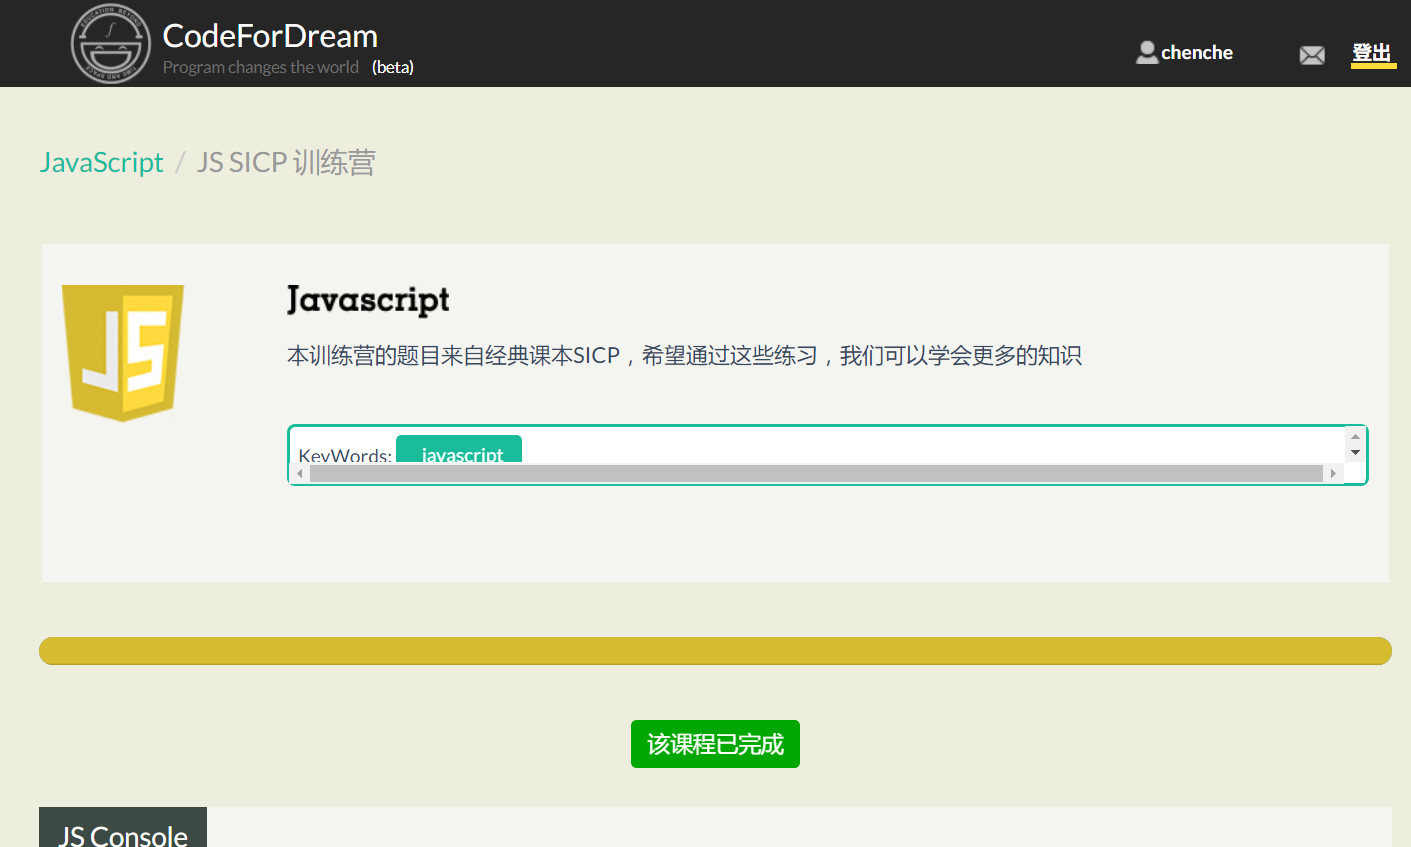 CodeForDream
Program changes the world (beta)
chenche
登出
JavaScript / JS SICP 训练营
JS
Javascript
本训练营的题目来自经典课本SICP，希望通过这些练习，我们可以学会更多的知识
KeyWords: javascript
该课程已完成
JS Console